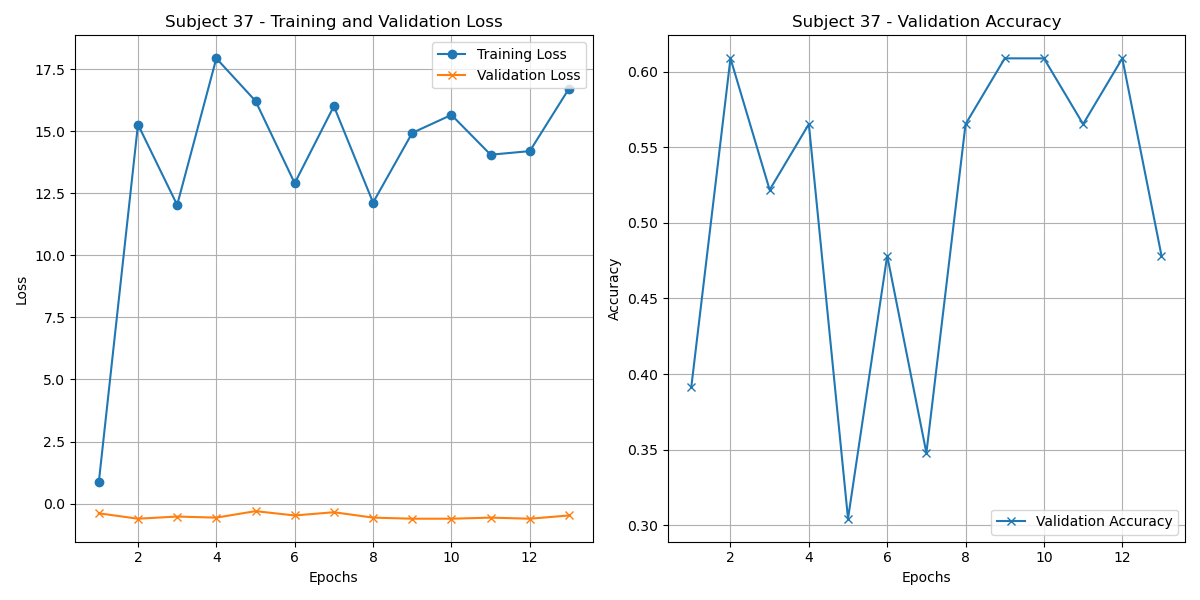 Subject 37 - Training and Validation Loss
Training Loss
Validation Loss
17.5
15.0
12.5
10.0
7.5
5.0
2.5
0.0
Loss
2 4 6 8 10 12
Epochs
Subject 37 - Validation Accuracy
0.60
0.55
0.50
0.45
0.40
0.35
0.30
Accuracy
Validation Accuracy
2 4 6 8 10 12
Epochs